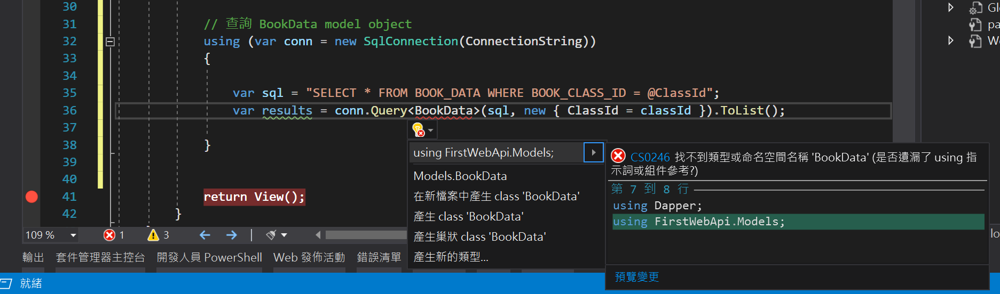 30
31 // 查詢 BookData model object
32 using (var conn = new SqlConnection(ConnectionString))
33 {
34
35 var sql = "SELECT * FROM BOOK_DATA WHERE BOOK_CLASS_ID = @ClassId";
36 var results = conn.Query<BookData>(sql, new { ClassId = classId }).ToList();
37
38 }
39
40
41 return View();
42 }
using FirstWebApi.Models;
Models.BookData
在新檔案中產生 class 'BookData'
產生 class 'BookData'
產生巢狀 class 'BookData'
產生新的類型...
CS0246 找不到類型或命名空間名稱 'BookData' (是否遺漏了 using 指
示詞或組件參考?)
第 7 到 8 行
using Dapper;
using FirstWebApi.Models;
預覽變更
109 % 1 3
輸出 套件管理器主控台 開發人員 PowerShell Web 發佈活動 錯誤清單
就緒